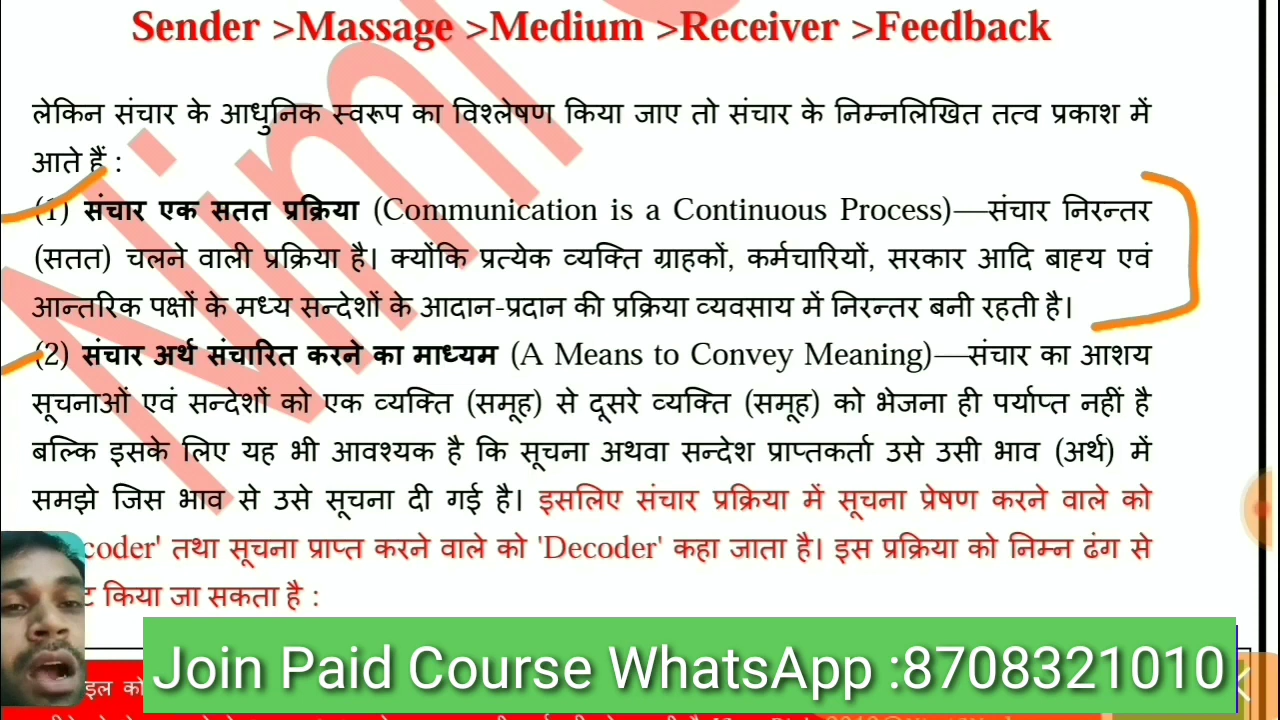 Sender >Massage >Medium >Receiver >Feedback
लेकिन संचार के आधुनिक स्वरूप का विश्लेषण किया जाए तो संचार के निम्नलिखित तत्व प्रकाश में
आते हैं :
(1) संचार एक सतत प्रक्रिया (Communication is a Continuous Process)—संचार निरन्तर
(सतत) चलने वाली प्रक्रिया है। क्योंकि प्रत्येक व्यक्ति ग्राहकों, कर्मचारियों, सरकार आदि बाह्य एवं
आन्तरिक पक्षों के मध्य सन्देशों के आदान-प्रदान की प्रक्रिया व्यवसाय में निरन्तर बनी रहती है।
(2) संचार अर्थ संचारित करने का माध्यम (A Means to Convey Meaning)—संचार का आशय
सूचनाओं एवं सन्देशों को एक व्यक्ति (समूह) से दूसरे व्यक्ति (समूह) को भेजना ही पर्याप्त नहीं है
बल्कि इसके लिए यह भी आवश्यक है कि सूचना अथवा सन्देश प्राप्तकर्ता उसे उसी भाव (अर्थ) में
समझे जिस भाव से उसे सूचना दी गई है। इसलिए संचार प्रक्रिया में सूचना प्रेषण करने वाले को
coder' तथा सूचना प्राप्त करने वाले को 'Decoder' कहा जाता है। इस प्रक्रिया को निम्न ढंग से
किया जा सकता है :
Join Paid Course WhatsApp :8708321010